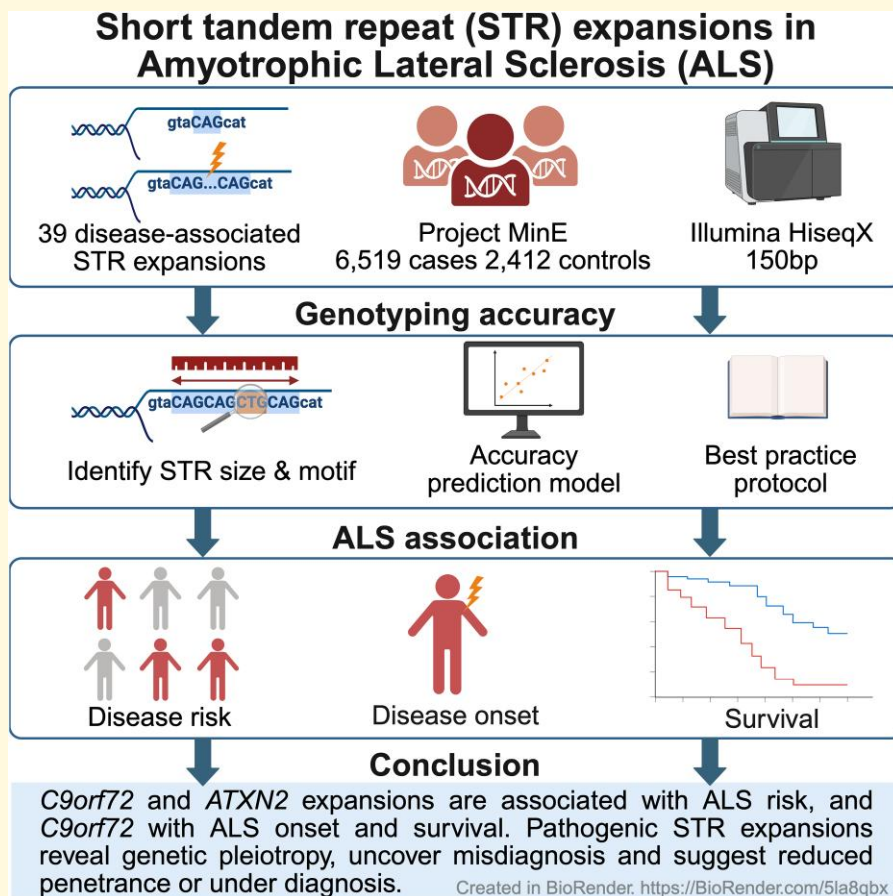 Short tandem repeat (STR) expansions in
Amyotrophic Lateral Sclerosis (ALS)
gtaCAGcat
gtaCAG...CAGcat
39 disease-associated
STR expansions
Project MinE
6,519 cases 2,412 controls
Illumina HiseqX
150bp
Genotyping accuracy
gtaCAGCAGCTGCAGcat
Identify STR size & motif
Accuracy
prediction model
Best practice
protocol
ALS association
Disease risk
Disease onset
Survival
Conclusion
C9orf72 and ATXN2 expansions are associated with ALS risk, and
C9orf72 with ALS onset and survival. Pathogenic STR expansions
reveal genetic pleiotropy, uncover misdiagnosis and suggest reduced
penetrance or under diagnosis.
Created in BioRender. https://BioRender.com/5la8qbx